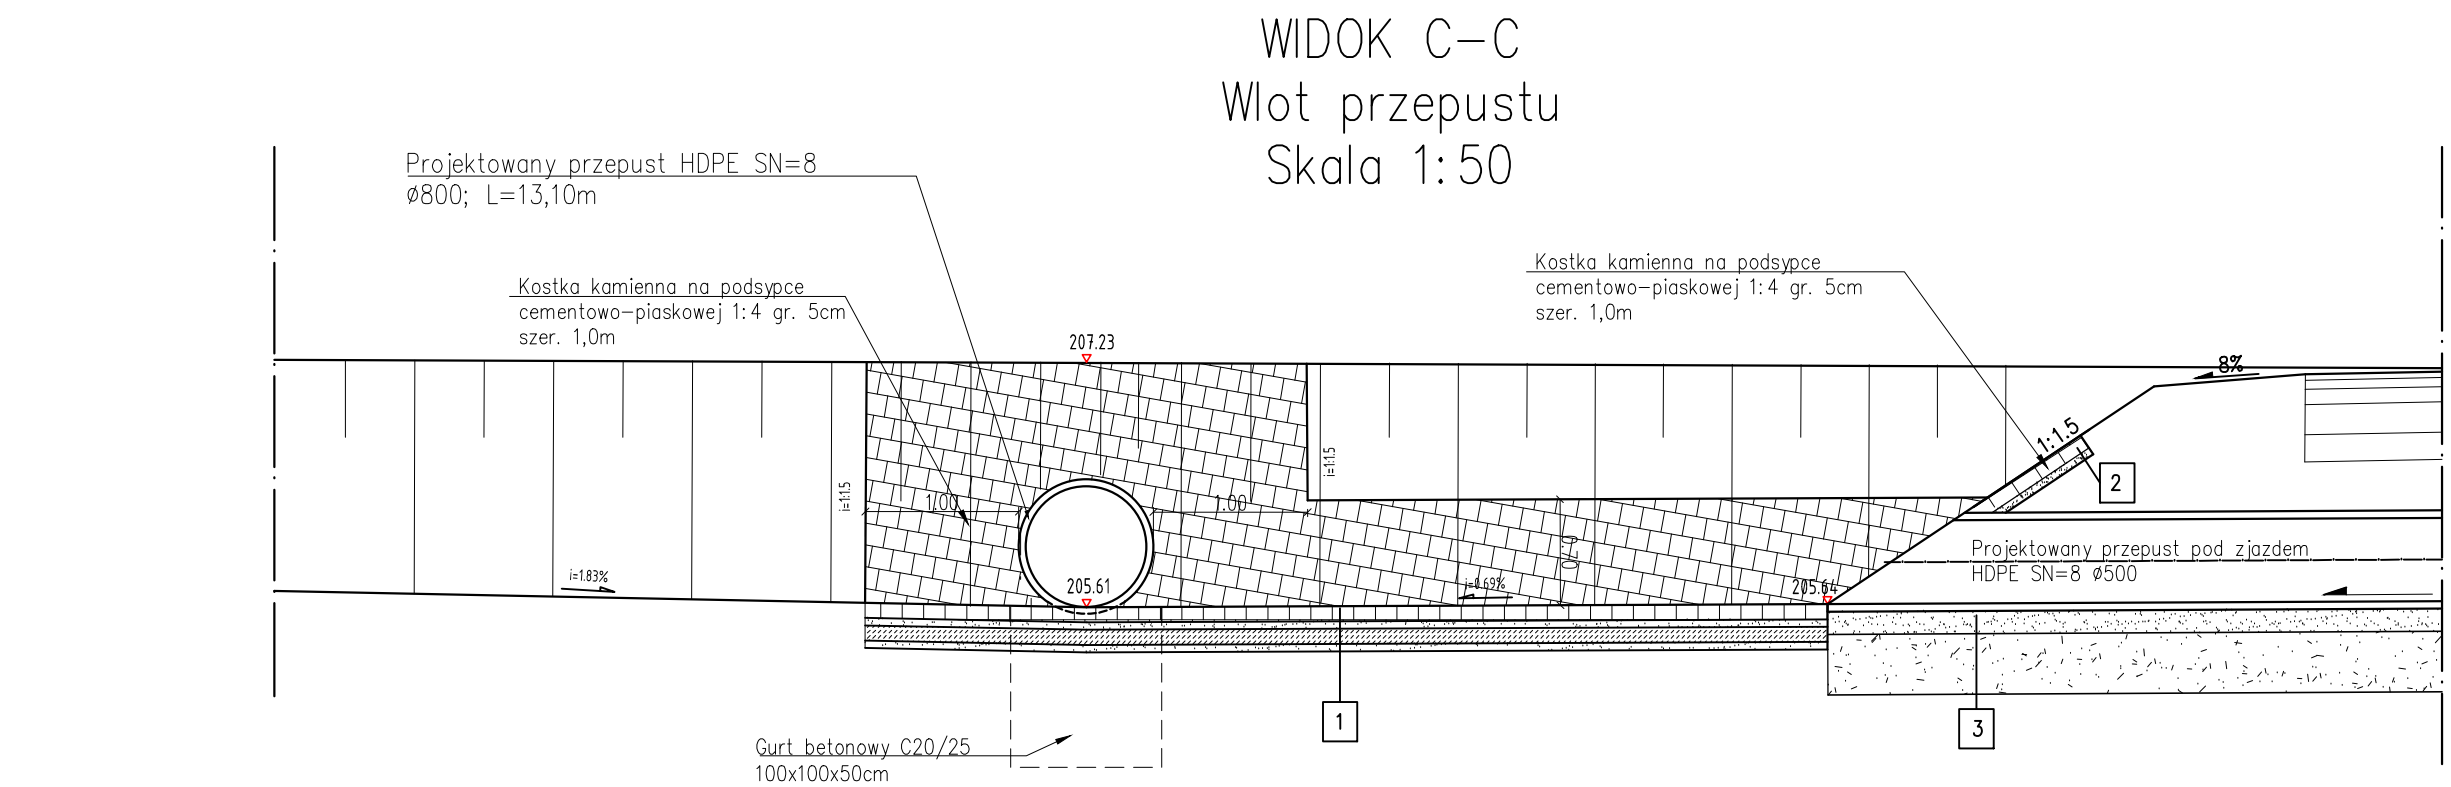 WIDOK C-C
Wlot przepustu
Skala 1:50
Projektowany przepust HDPE SN=8
ø800; L=13,10m
Kostka kamienna na podsypce
cementowo-piaskowej 1:4 gr. 5cm
szer. 1,0m
Kostka kamienna na podsypce
cementowo-piaskowej 1:4 gr. 5cm
szer. 1,0m
207.23
8%
1:1.5
i=1:1.5
i=1:1.5
2
1.00
1.00
0.70
Projektowany przepust pod zjazdem
HDPE SN=8 ø500
i=1.83%
205.61
i=0.69%
205.64
1
3
Gurt betonowy C20/25
100x100x50cm